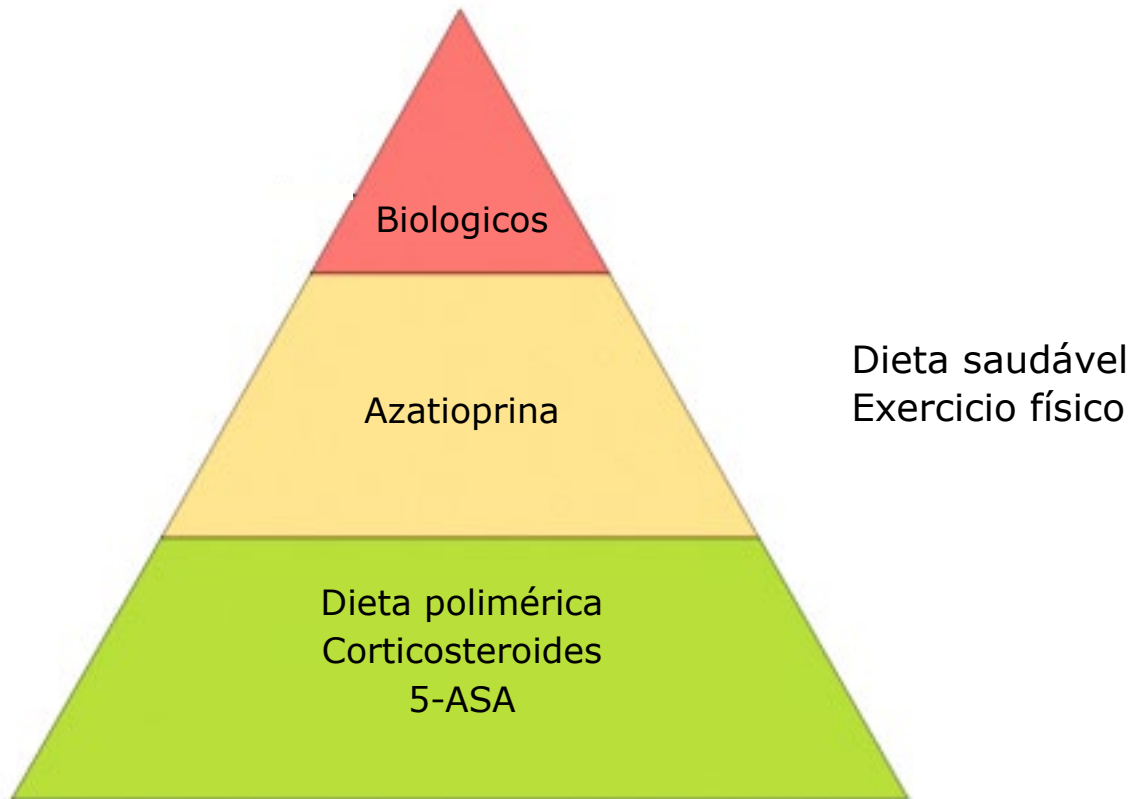 Biologicos
Azatioprina
Dieta saudável
Exercicio físico
Dieta polimérica
Corticosteroides
5-ASA